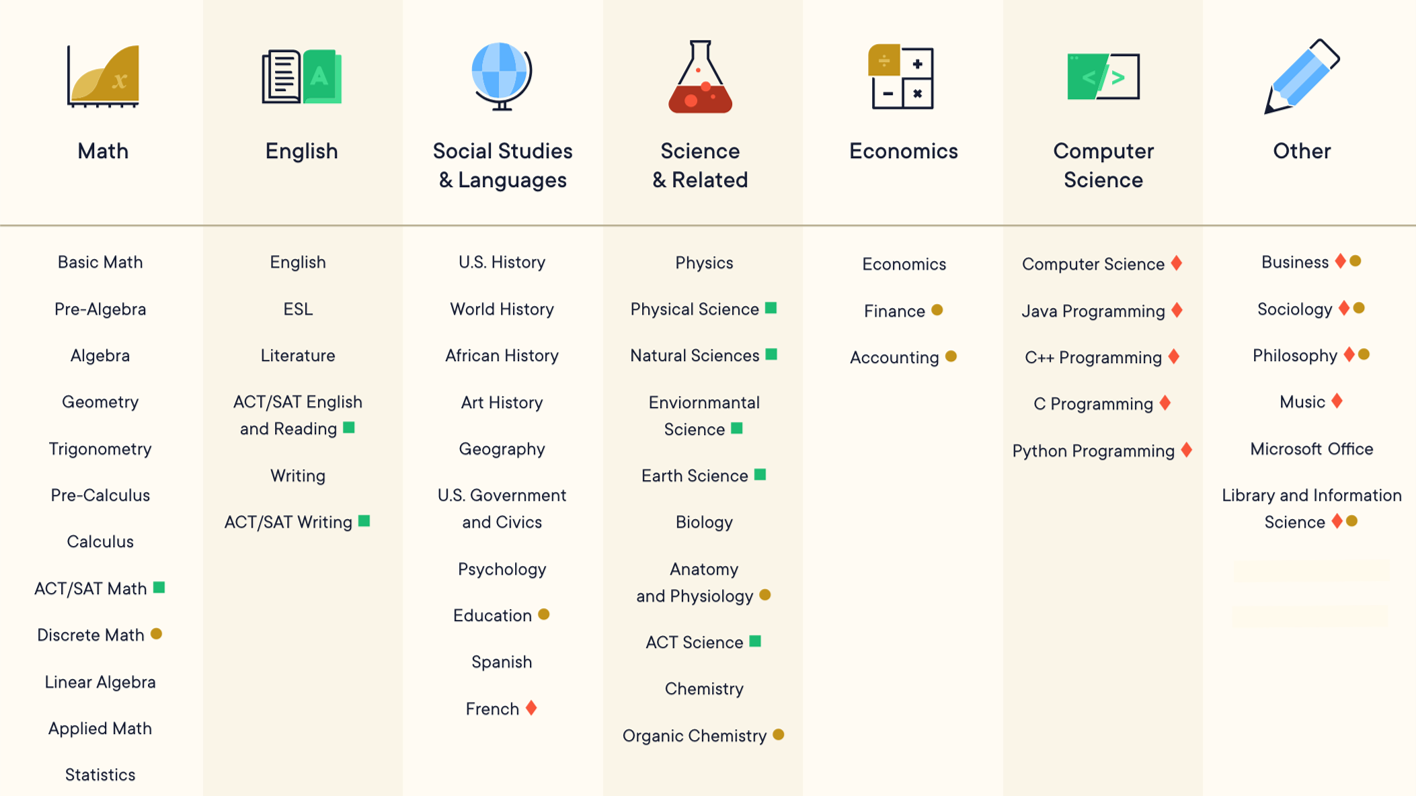 x
A
÷
+
−
×
</>
Math
English
Social Studies
& Languages
Science
& Related
Economics
Computer
Science
Other
Basic Math
Pre-Algebra
Algebra
Geometry
Trigonometry
Pre-Calculus
Calculus
ACT/SAT Math
Discrete Math
Linear Algebra
Applied Math
Statistics
English
ESL
Literature
ACT/SAT English
and Reading
Writing
ACT/SAT Writing
U.S. History
World History
African History
Art History
Geography
U.S. Government
and Civics
Psychology
Education
Spanish
French
Physics
Physical Science
Natural Sciences
Enviornmantal
Science
Earth Science
Biology
Anatomy
and Physiology
ACT Science
Chemistry
Organic Chemistry
Economics
Finance
Accounting
Computer Science
Java Programming
C++ Programming
C Programming
Python Programming
Business
Sociology
Philosophy
Music
Microsoft Office
Library and Information
Science